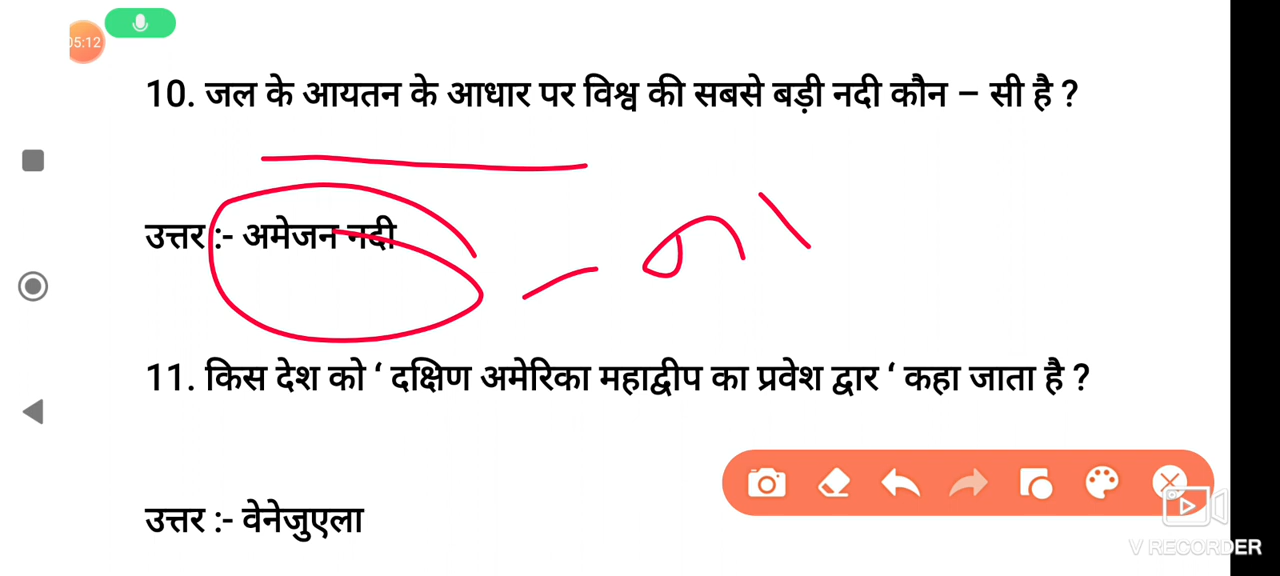 05:12
10. जल के आयतन के आधार पर विश्व की सबसे बड़ी नदी कौन – सी है ?
उत्तर :- अमेजन नदी
11. किस देश को ‘ दक्षिण अमेरिका महाद्वीप का प्रवेश द्वार ‘ कहा जाता है ?
उत्तर :- वेनेजुएला
V RECORDER